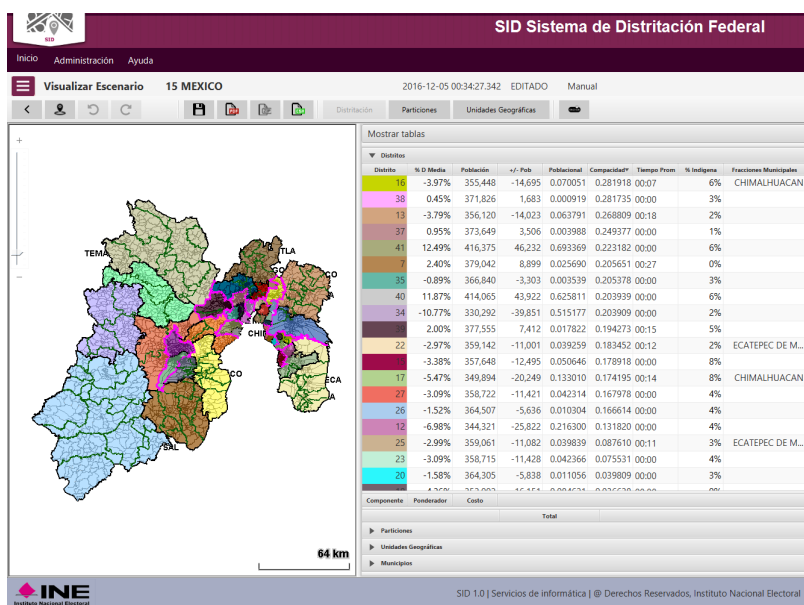 SID
SID Sistema de Distritación Federal
Inicio Administración Ayuda
Visualizar Escenario 15 MEXICO 2016-12-05 00:34:27.342 EDITADO Manual
Distritación Particiones Unidades Geográficas
Mostrar tablas
Distritos
Distrito % D Media Población +/- Pob Poblacional Compacidad▼ Tiempo Prom % Indigena Fracciones Municipales
16 -3.97% 355,448 -14,695 0.070051 0.281918 00:07 6% CHIMALHUACAN
38 0.45% 371,826 1,683 0.000919 0.281735 00:00 3%
13 -3.79% 356,120 -14,023 0.063791 0.268809 00:18 2%
37 0.95% 373,649 3,506 0.003988 0.249377 00:00 1%
41 12.49% 416,375 46,232 0.693369 0.223182 00:00 6%
7 2.40% 379,042 8,899 0.025690 0.205651 00:27 0%
35 -0.89% 366,840 -3,303 0.003539 0.205378 00:00 3%
40 11.87% 414,065 43,922 0.625811 0.203939 00:00 6%
34 -10.77% 330,292 -39,851 0.515177 0.203909 00:00 2%
2.00% 377,555 7,412 0.017822 0.194273 00:15 5%
22 -2.97% 359,142 -11,001 0.039259 0.183452 00:12 2% ECATEPEC DE M...
-3.38% 357,648 -12,495 0.050646 0.178918 00:00 8%
17 -5.47% 349,894 -20,249 0.133010 0.174195 00:14 8% CHIMALHUACAN
27 -3.09% 358,722 -11,421 0.042314 0.167978 00:00 4%
26 -1.52% 364,507 -5,636 0.010304 0.166614 00:00 4%
12 -6.98% 344,321 -25,822 0.216300 0.131820 00:00 4%
25 -2.99% 359,061 -11,082 0.039839 0.087610 00:11 3% ECATEPEC DE M...
23 -3.09% 358,715 -11,428 0.042366 0.075531 00:00 4%
20 -1.58% 364,305 -5,838 0.011056 0.039809 00:00 3%
Componente Ponderador Costo
Total
Particiones
Unidades Geográficas
Municipios
TEMA
TLA
GO
CO
A
CHI
CO
ECA
A
SAL
64 km
INE
Instituto Nacional Electoral
SID 1.0 | Servicios de informática | @ Derechos Reservados, Instituto Nacional Electoral